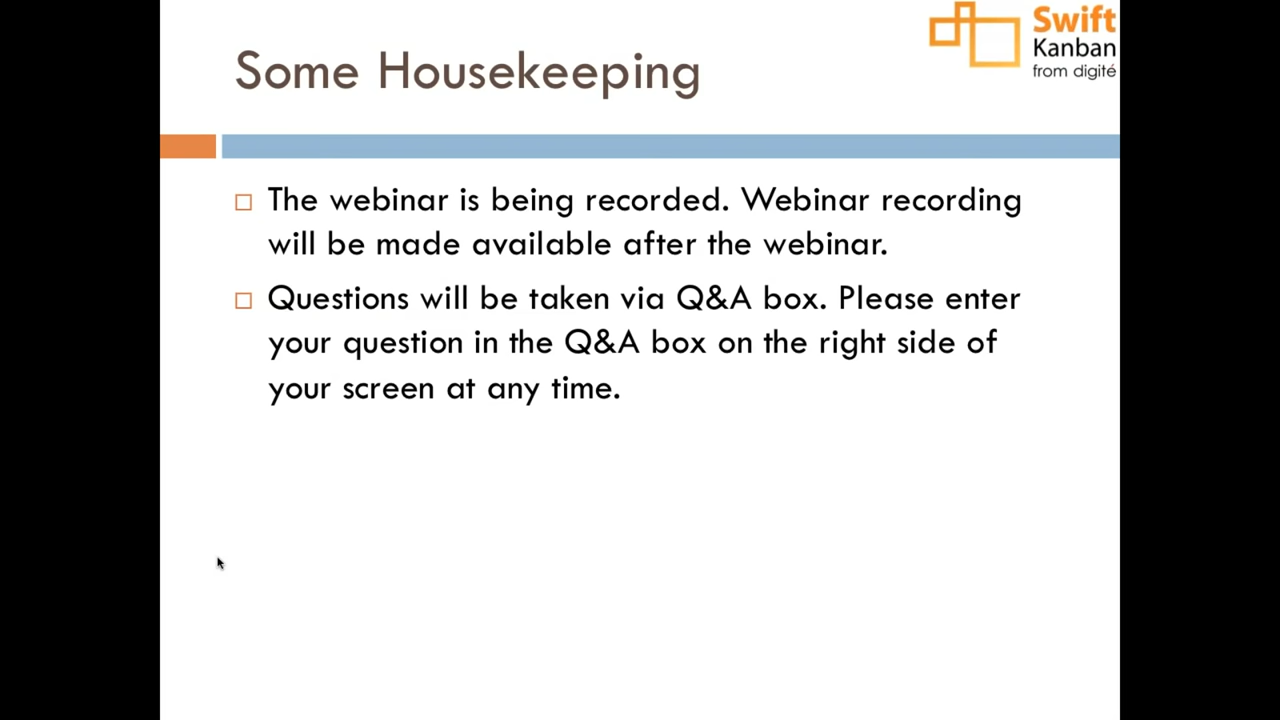 Some Housekeeping
Swift
Kanban
from digité
The webinar is being recorded. Webinar recording
will be made available after the webinar.
Questions will be taken via Q&A box. Please enter
your question in the Q&A box on the right side of
your screen at any time.